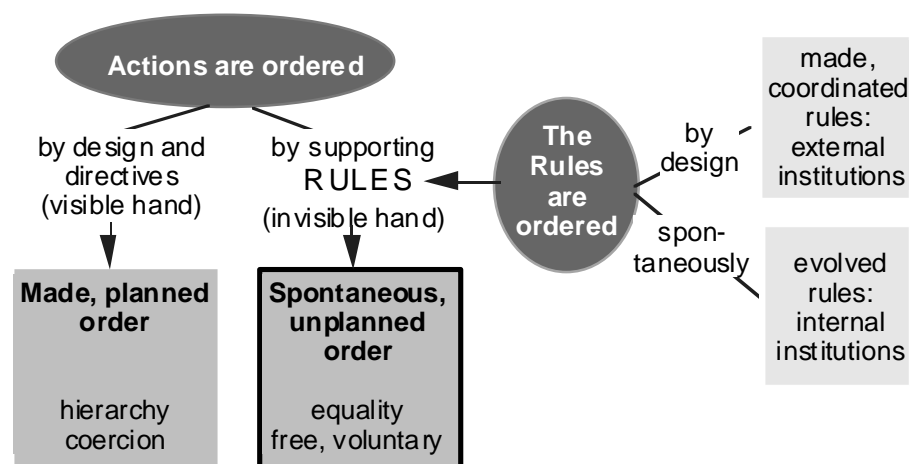 Actions are ordered
by design and
directives
(visible hand)
by supporting
RULES
(invisible hand)
Made, planned
order
hierarchy
coercion
Spontaneous,
unplanned
order
equality
free, voluntary
The
Rules
are
ordered
by
design
spon-
taneously
made,
coordinated
rules:
external
institutions
evolved
rules:
internal
institutions